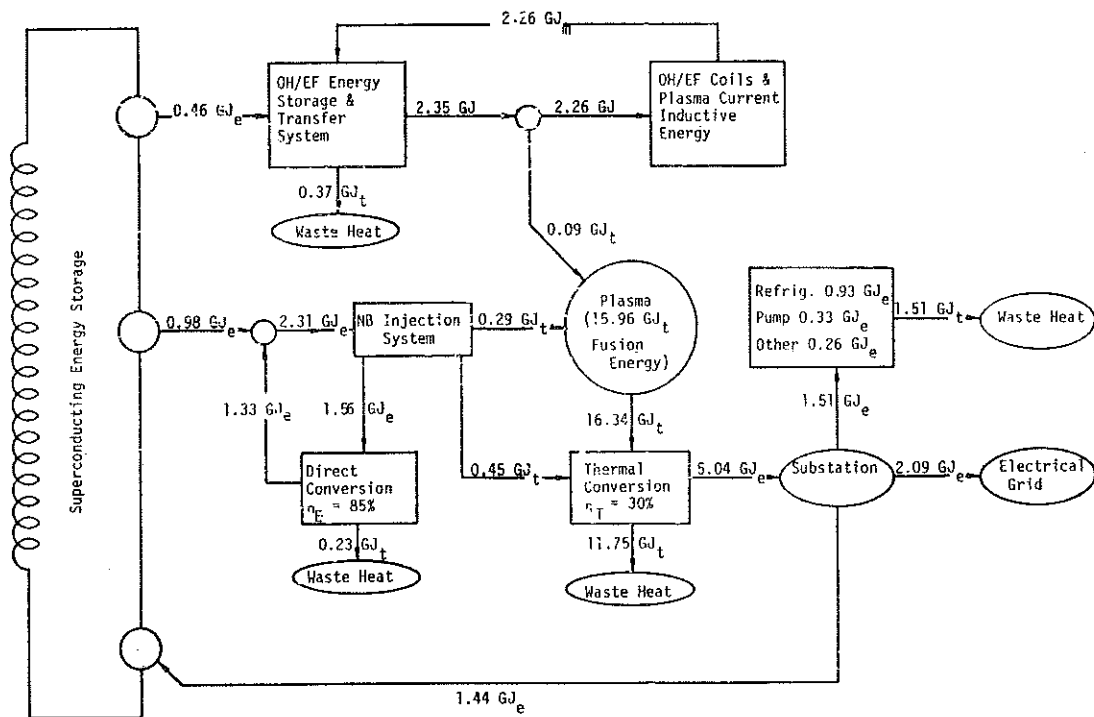 2.26 GJm
OH/EF Energy
Storage &
Transfer
System
OH/EF Coils &
Plasma Current
Inductive
Energy
0.46 GJe
2.35 GJ
2.26 GJ
0.37 GJt
Waste Heat
0.09 GJt
Superconducting Energy Storage
Plasma
(15.96 GJt
Fusion
Energy)
Refrig. 0.93 GJe
Pump 0.33 GJe
Other 0.26 GJe
1.51 GJt
Waste Heat
0.98 GJe
2.31 GJe
NB Injection
System
0.29 GJt
1.33 GJe
1.56 GJe
16.34 GJt
1.51 GJe
Direct
Conversion
ηE = 85%
0.45 GJt
Thermal
Conversion
ηT = 30%
5.04 GJe
Substation
2.09 GJe
Electrical
Grid
0.23 GJt
Waste Heat
11.75 GJt
Waste Heat
1.44 GJe